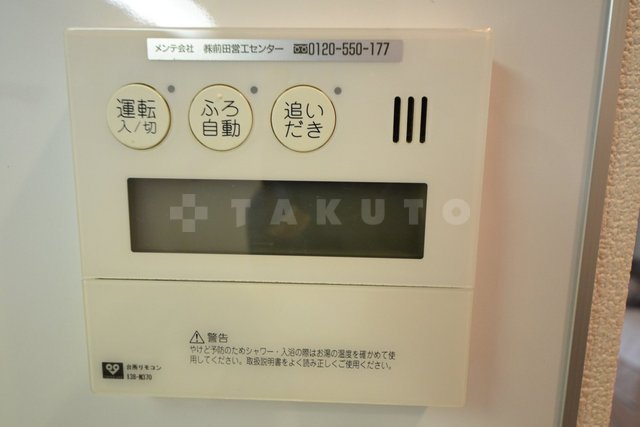 メンテ会社 ㈱前田営工センター 0120-550-177
運転
入/切
ふろ
自動
追い
だき
TAKUTO
警告
やけど予防のためシャワー・入浴の際はお湯の温度を確かめて使
用してください。取扱説明書をよく読み正しくご使用ください。
台所リモコン